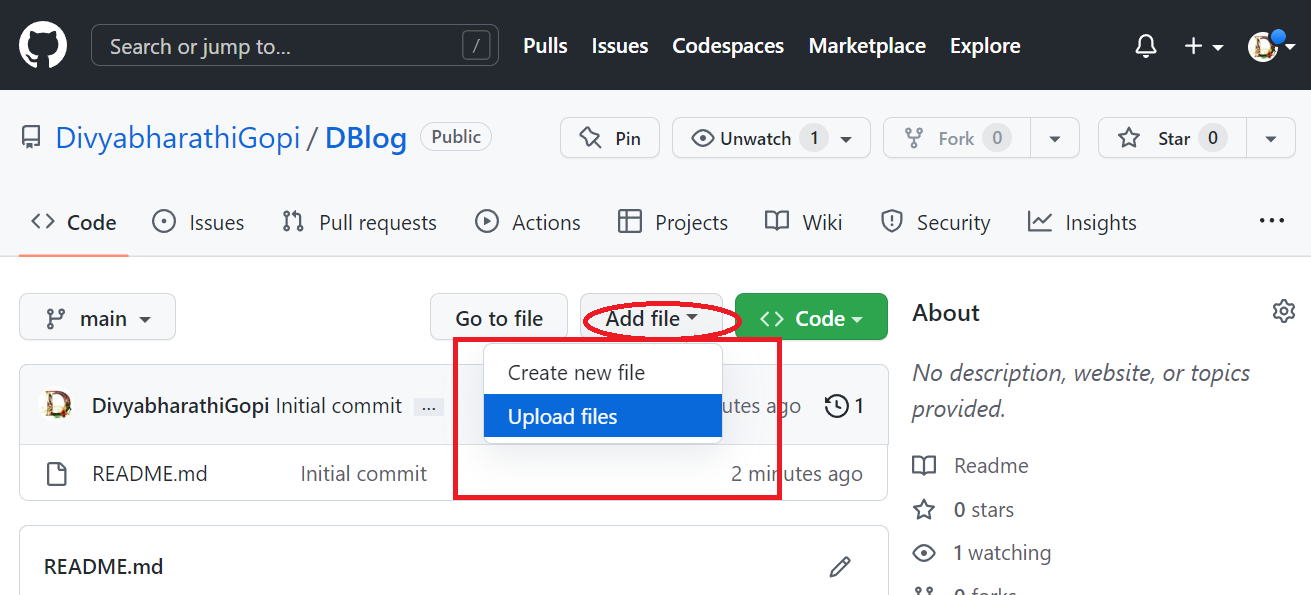 Search or jump to... / Pulls Issues Codespaces Marketplace Explore
DivyabharathiGopi / DBlog Public Pin Unwatch 1 Fork 0 Star 0
Code Issues Pull requests Actions Projects Wiki Security Insights ...
main Go to file Add file Code
Create new file
Upload files
DivyabharathiGopi Initial commit ... utes ago 1
README.md Initial commit 2 minutes ago
README.md
About
No description, website, or topics
provided.
Readme
0 stars
1 watching
0 forks